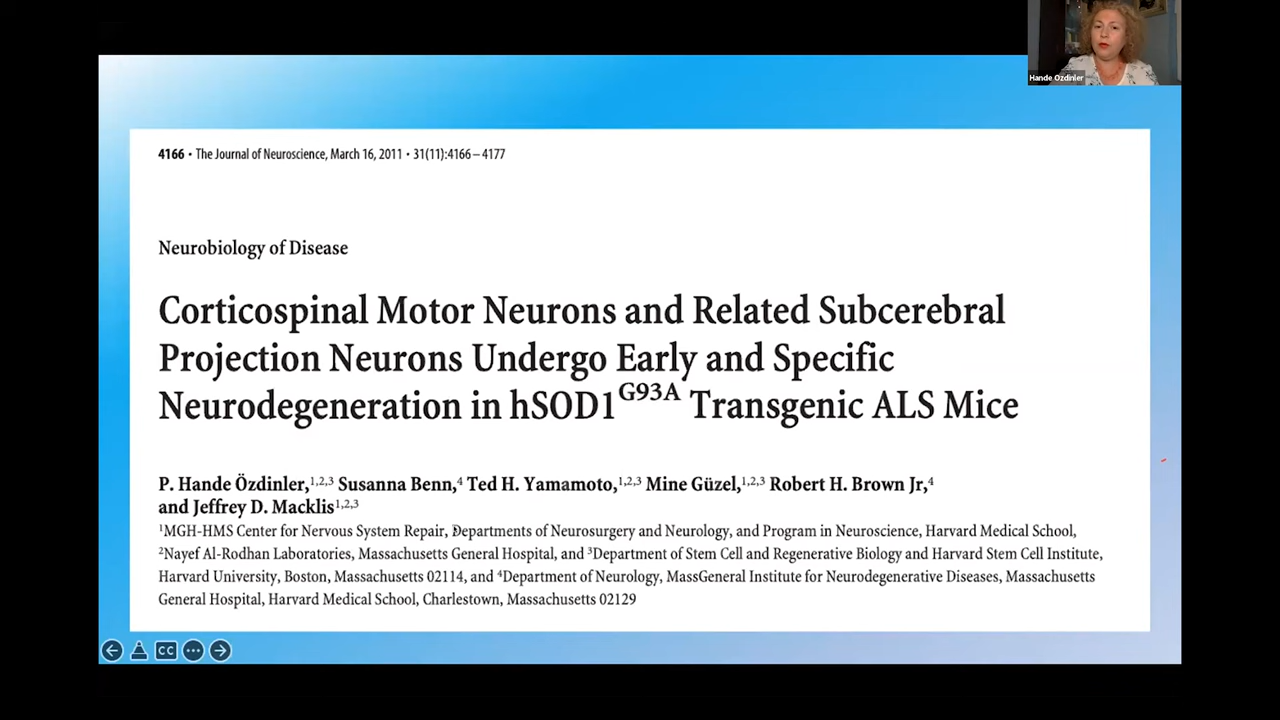 Hande Ozdinler
4166 • The Journal of Neuroscience, March 16, 2011 • 31(11):4166–4177
Neurobiology of Disease
Corticospinal Motor Neurons and Related Subcerebral
Projection Neurons Undergo Early and Specific
Neurodegeneration in hSOD1^G93A Transgenic ALS Mice
P. Hande Özdinler,1,2,3 Susanna Benn,4 Ted H. Yamamoto,1,2,3 Mine Güzel,1,2,3 Robert H. Brown Jr,4
and Jeffrey D. Macklis1,2,3
1MGH-HMS Center for Nervous System Repair, Departments of Neurosurgery and Neurology, and Program in Neuroscience, Harvard Medical School,
2Nayef Al-Rodhan Laboratories, Massachusetts General Hospital, and 3Department of Stem Cell and Regenerative Biology and Harvard Stem Cell Institute,
Harvard University, Boston, Massachusetts 02114, and 4Department of Neurology, MassGeneral Institute for Neurodegenerative Diseases, Massachusetts
General Hospital, Harvard Medical School, Charlestown, Massachusetts 02129
CC